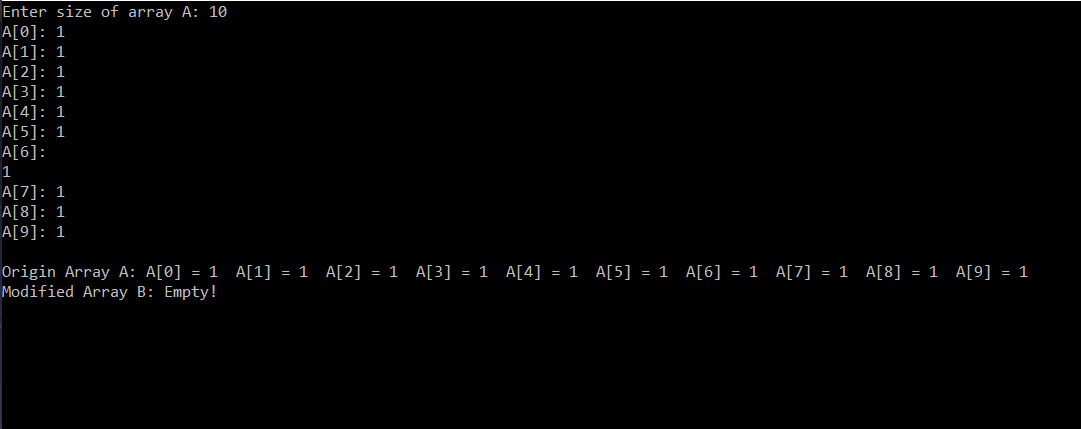 Enter size of array A: 10
A[0]: 1
A[1]: 1
A[2]: 1
A[3]: 1
A[4]: 1
A[5]: 1
A[6]:
1
A[7]: 1
A[8]: 1
A[9]: 1
Origin Array A: A[0] = 1  A[1] = 1  A[2] = 1  A[3] = 1  A[4] = 1  A[5] = 1  A[6] = 1  A[7] = 1  A[8] = 1  A[9] = 1
Modified Array B: Empty!